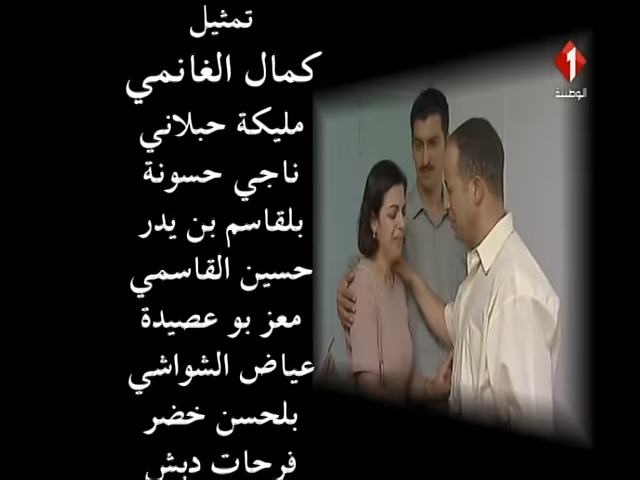 تمثيل
كمال الغانمي
مليكة حبلاني
ناجي حسونة
بلقاسم بن يدر
حسين القاسمي
معز بو عصيدة
عياض الشواشي
بلحسن خضر
فرحات دبش
1
الوطنية